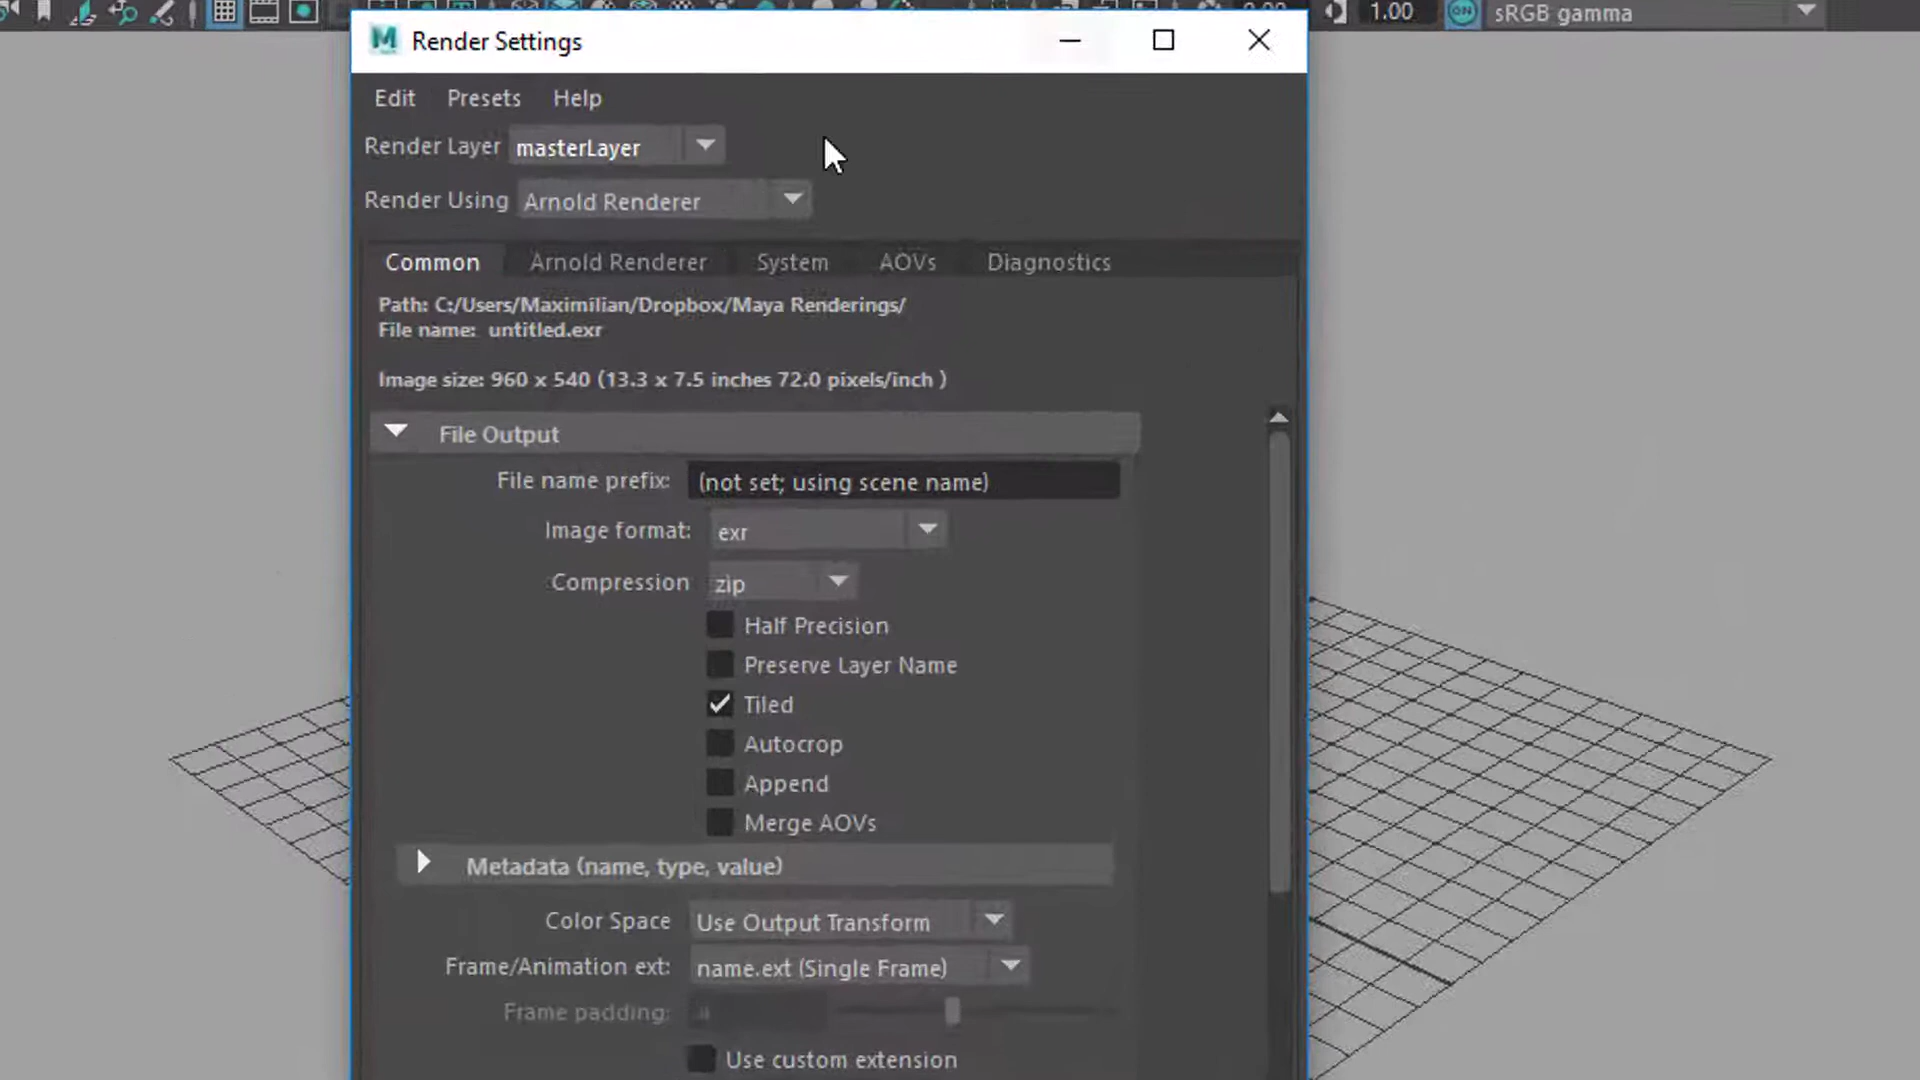 1.00 ON sRGB gamma
M Render Settings
Edit Presets Help
Render Layer masterLayer
Render Using Arnold Renderer
Common Arnold Renderer System AOVs Diagnostics
Path: C:/Users/Maximilian/Dropbox/Maya Renderings/
File name: untitled.exr
Image size: 960 x 540 (13.3 x 7.5 inches 72.0 pixels/inch )
File Output
File name prefix: (not set; using scene name)
Image format: exr
Compression zip
Half Precision
Preserve Layer Name
Tiled
Autocrop
Append
Merge AOVs
Metadata (name, type, value)
Color Space Use Output Transform
Frame/Animation ext: name.ext (Single Frame)
Frame padding:
Use custom extension